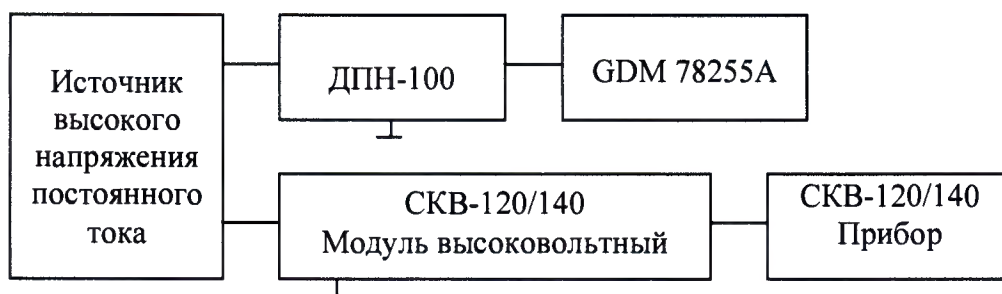 Источник
высокого
напряжения
постоянного
тока
ДПН-100
GDM 78255A
СКВ-120/140
Модуль высоковольтный
СКВ-120/140
Прибор